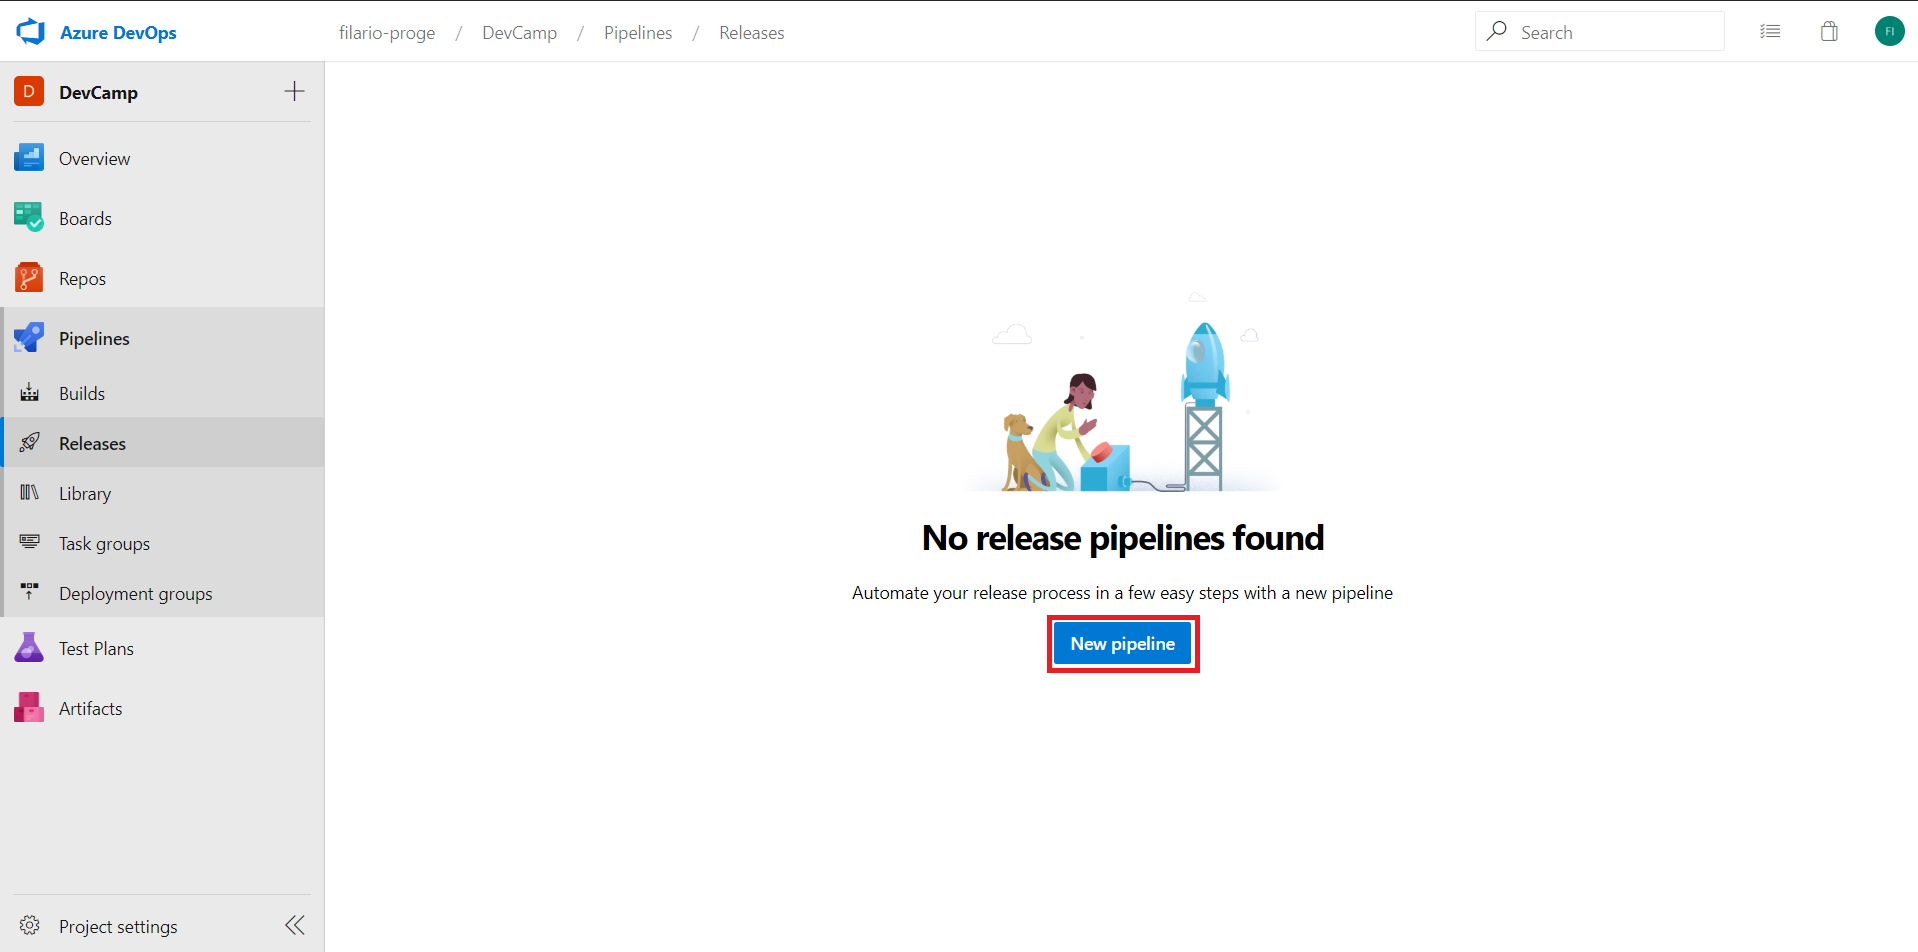 Azure DevOps
filario-proge / DevCamp / Pipelines / Releases
Search
FI
D DevCamp
Overview
Boards
Repos
Pipelines
Builds
Releases
Library
Task groups
Deployment groups
Test Plans
Artifacts
Project settings
No release pipelines found
Automate your release process in a few easy steps with a new pipeline
New pipeline